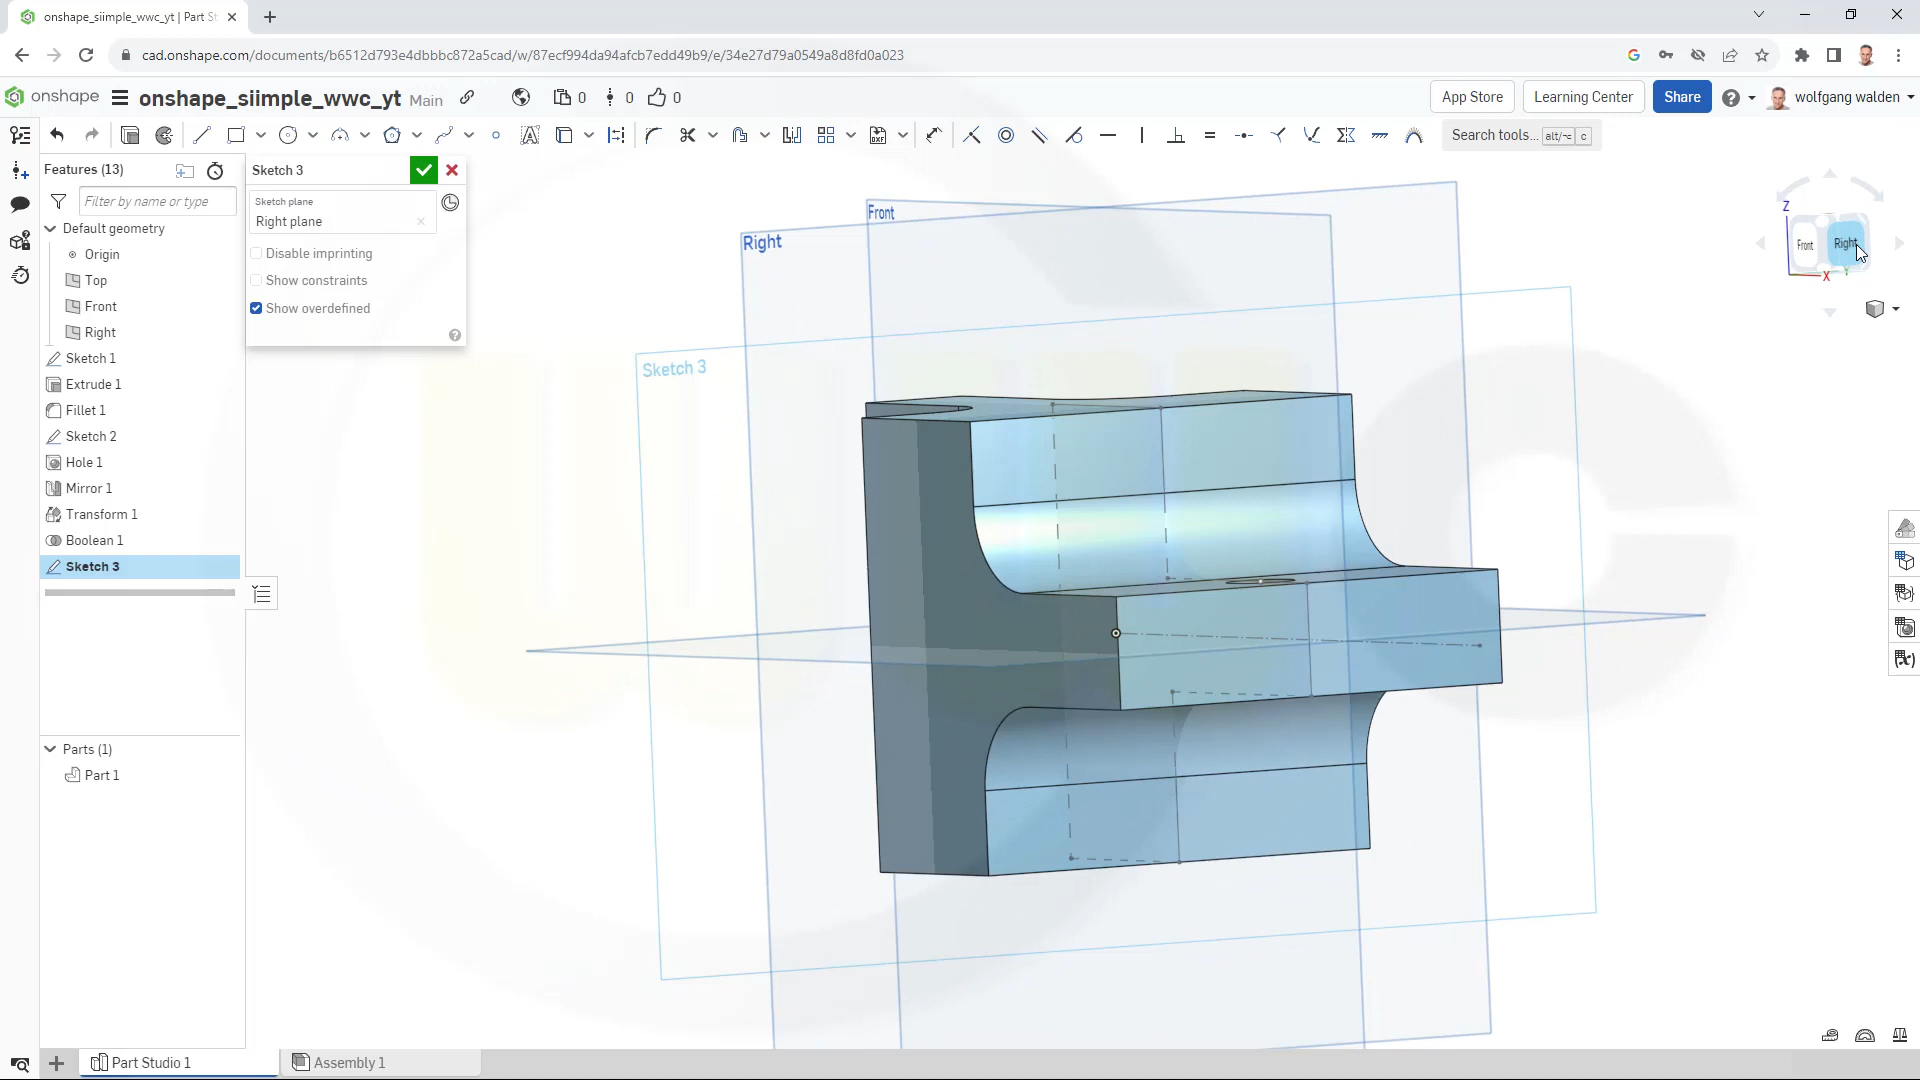 onshape_siimple_wwc_yt | Part St
cad.onshape.com/documents/b6512d793e4dbbbc872a5cad/w/87ecf994da94afcb7edd49b9/e/34e27d79a0549a8d8fd0a023
onshape
onshape_siimple_wwc_yt Main
0
0
0
App Store
Learning Center
Share
wolfgang walden
Search tools... alt/⌥ c
Features (13)
Filter by name or type
Default geometry
Origin
Top
Front
Right
Sketch 1
Extrude 1
Fillet 1
Sketch 2
Hole 1
Mirror 1
Transform 1
Boolean 1
Sketch 3
Parts (1)
Part 1
Sketch 3
Sketch plane
Right plane
Disable imprinting
Show constraints
Show overdefined
Front
Right
Sketch 3
Z
Front
Right
X
Y
Part Studio 1
Assembly 1